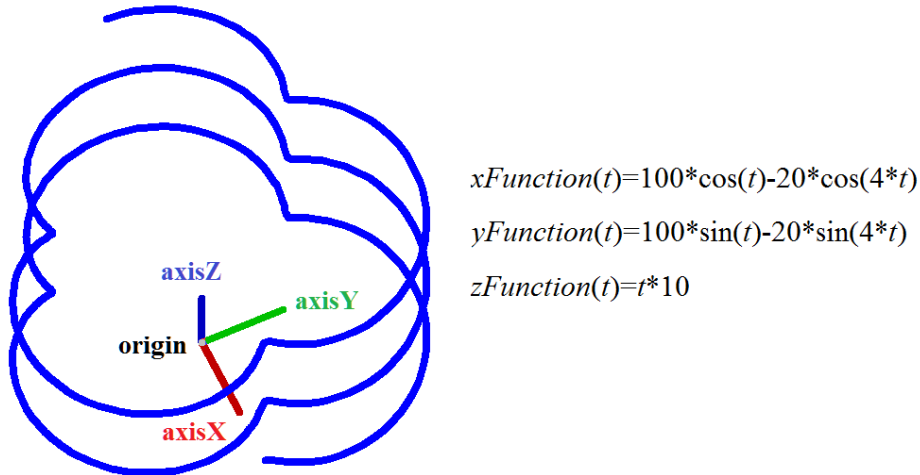 xFunction(t)=100*cos(t)-20*cos(4*t)
yFunction(t)=100*sin(t)-20*sin(4*t)
zFunction(t)=t*10
axisZ
axisY
origin
axisX